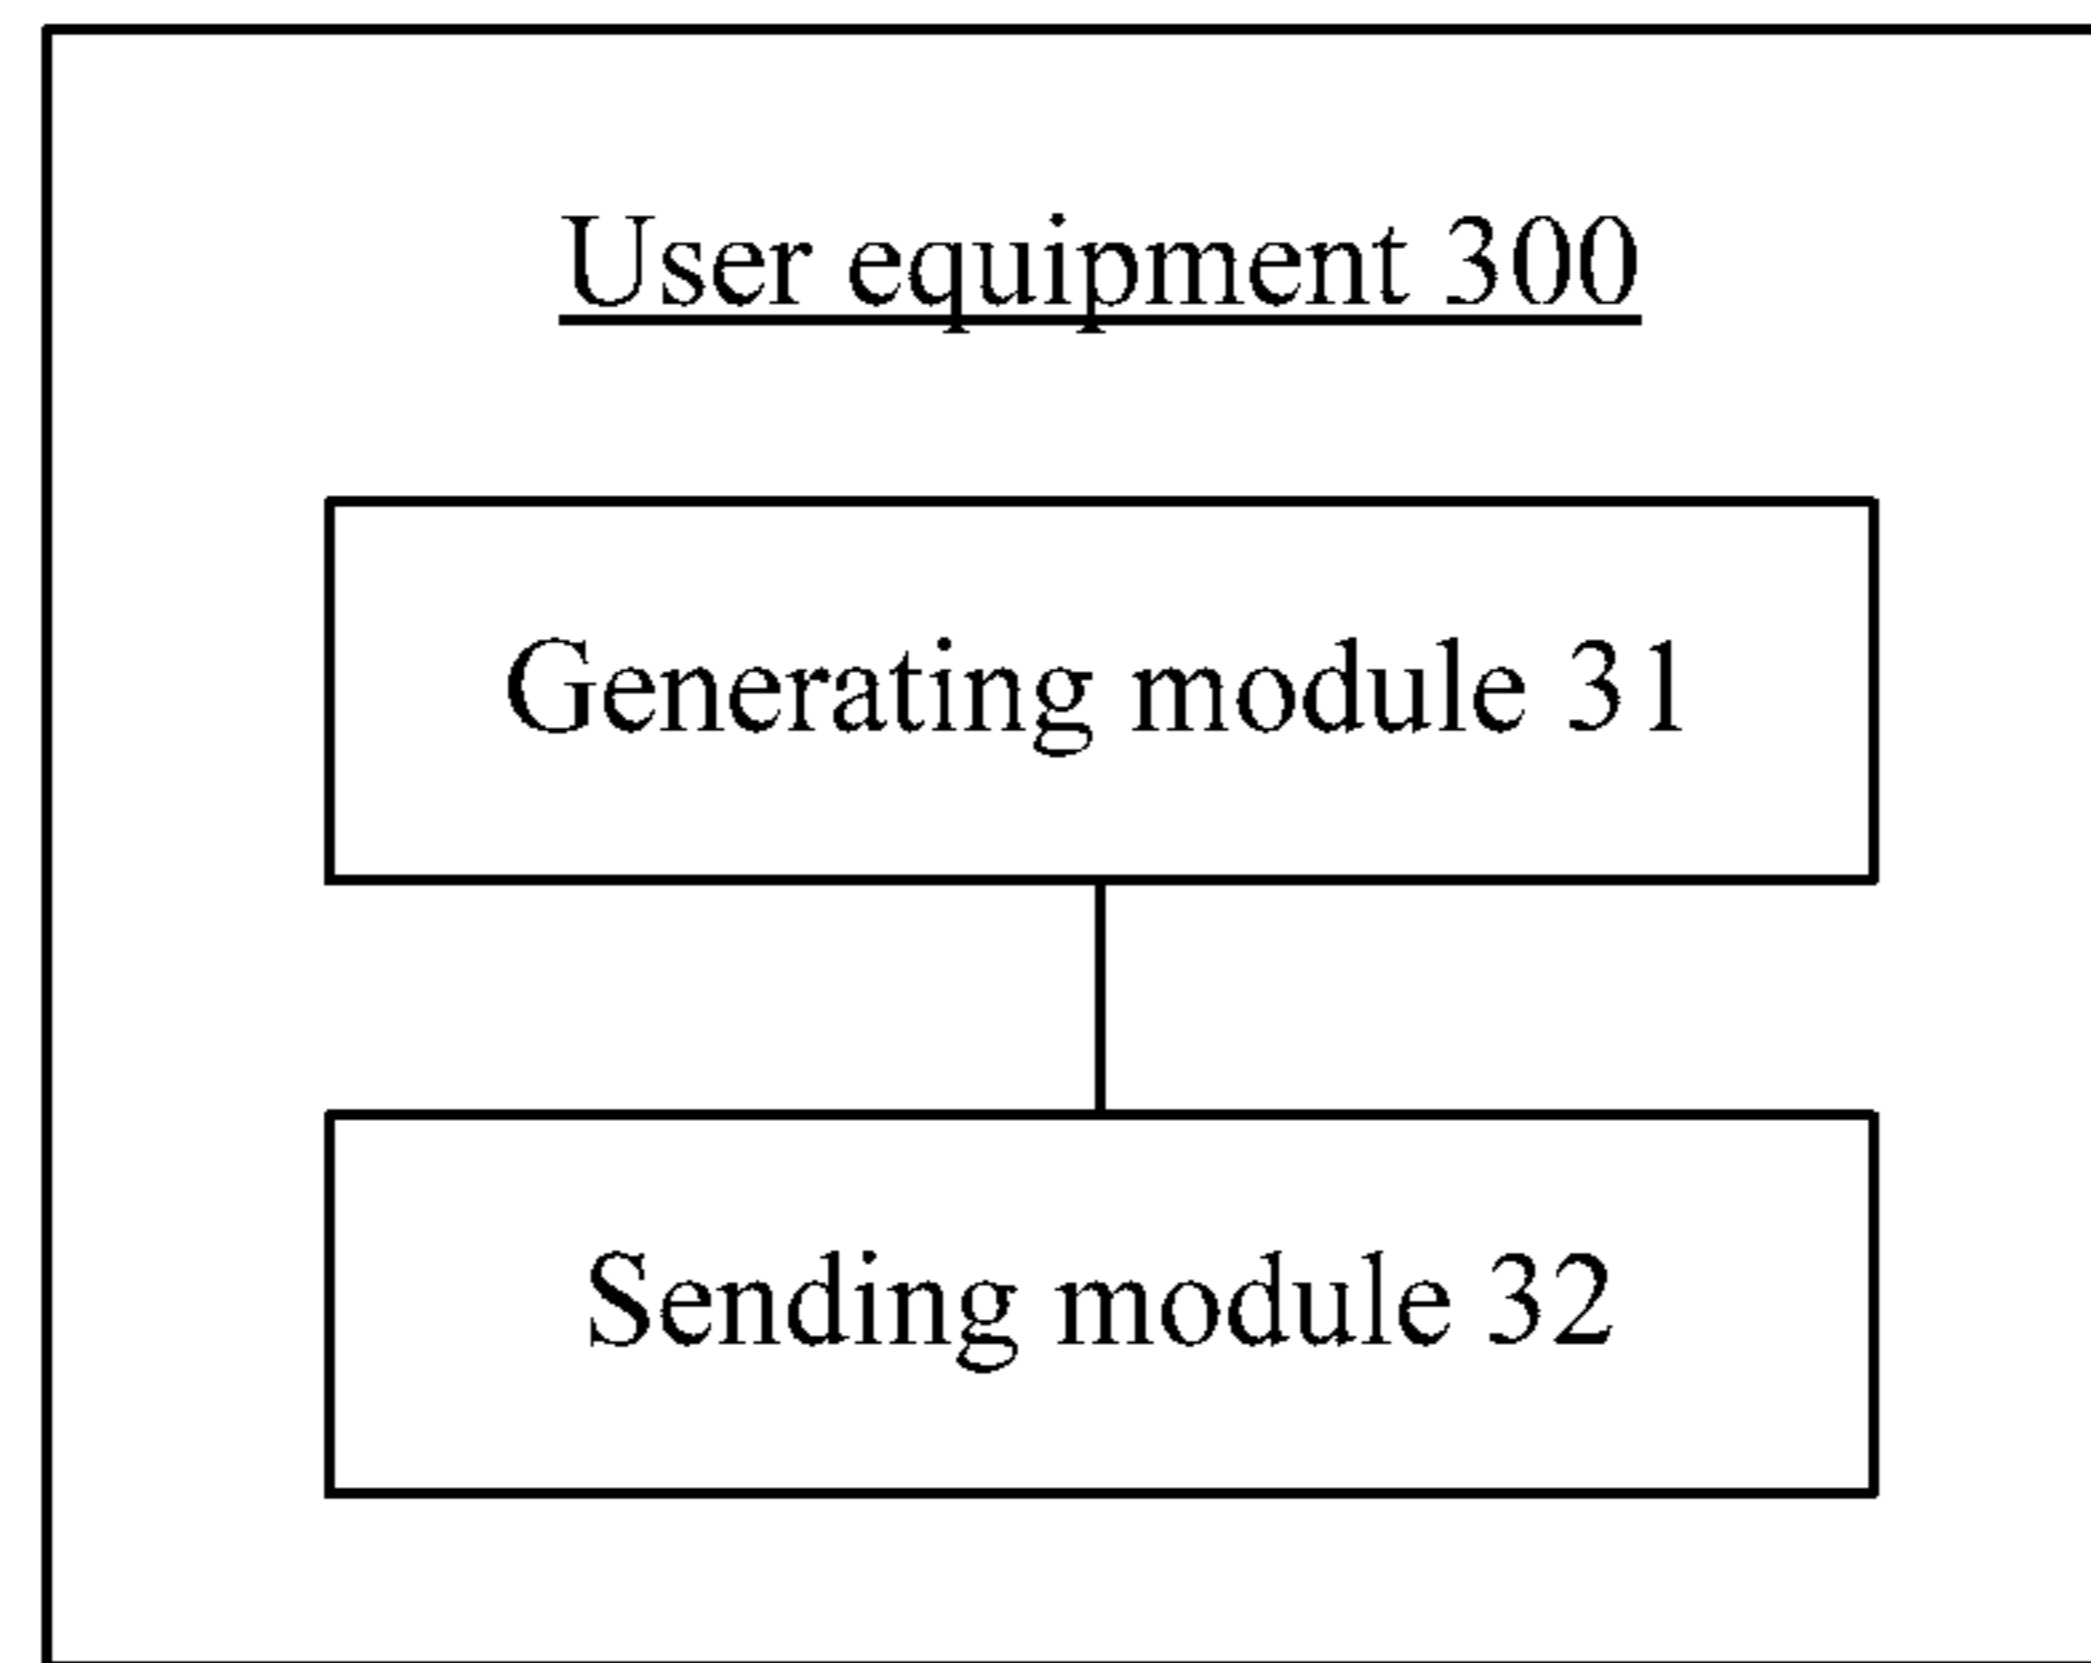 User equipment 300
Generating module 31
Sending module 32